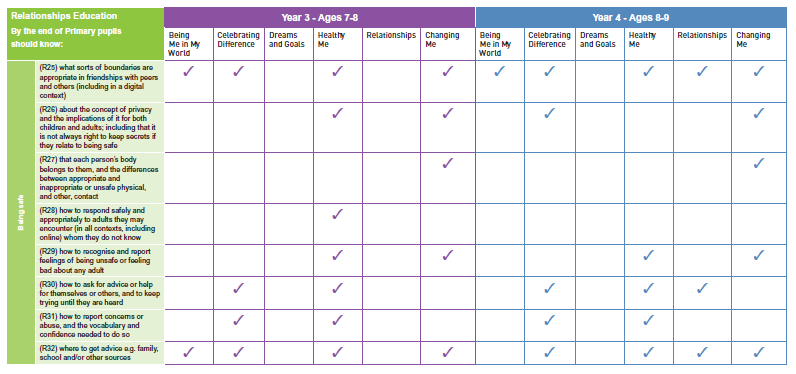 Relationships Education
By the end of Primary pupils
should know:
Year 3 - Ages 7-8
Year 4 - Ages 8-9
Being
Me in My
World
Celebrating
Difference
Dreams
and Goals
Healthy
Me
Relationships
Changing
Me
Being
Me in My
World
Celebrating
Difference
Dreams
and Goals
Healthy
Me
Relationships
Changing
Me
Being safe
(R25) what sorts of boundaries are
appropriate in friendships with peers
and others (including in a digital
context)
✓ ✓ ✓ ✓ ✓ ✓ ✓ ✓ ✓
(R26) about the concept of privacy
and the implications of it for both
children and adults; including that it
is not always right to keep secrets if
they relate to being safe
✓ ✓ ✓ ✓
(R27) that each person's body
belongs to them, and the differences
between appropriate and
inappropriate or unsafe physical,
and other, contact
✓ ✓
(R28) how to respond safely and
appropriately to adults they may
encounter (in all contexts, including
online) whom they do not know
✓
(R29) how to recognise and report
feelings of being unsafe or feeling
bad about any adult
✓ ✓ ✓ ✓
(R30) how to ask for advice or help
for themselves or others, and to keep
trying until they are heard
✓ ✓ ✓ ✓ ✓
(R31) how to report concerns or
abuse, and the vocabulary and
confidence needed to do so
✓ ✓ ✓ ✓
(R32) where to get advice e.g. family,
school and/or other sources
✓ ✓ ✓ ✓ ✓ ✓ ✓ ✓